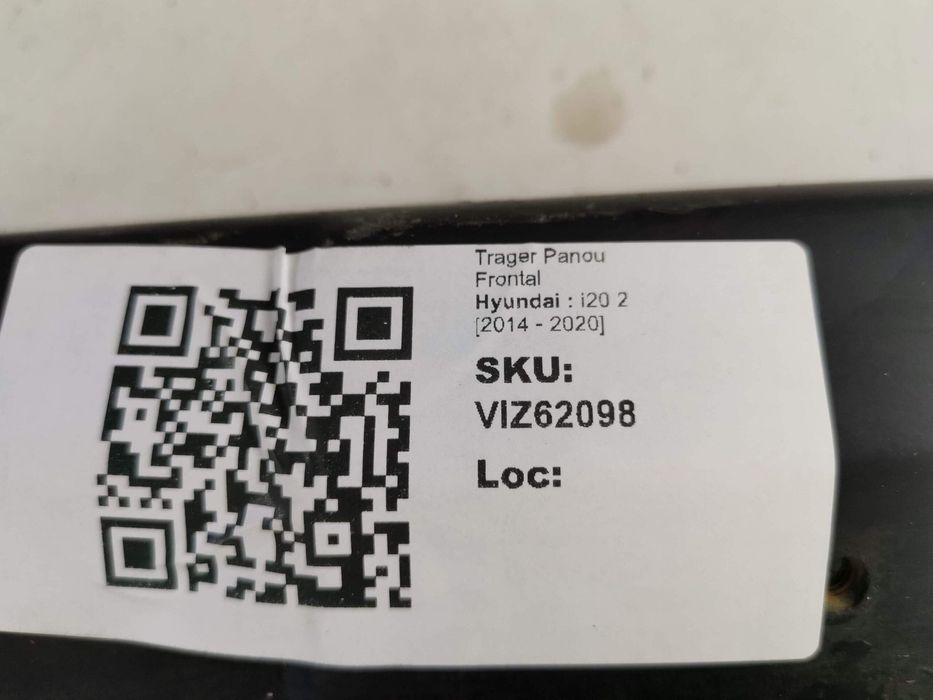 Trager Panou
Frontal
Hyundai : i20 2
[2014 - 2020]
SKU:
VIZ62098
Loc: